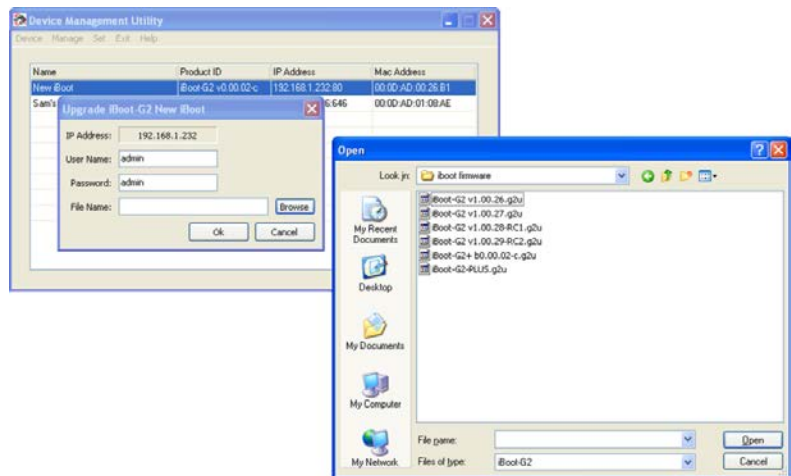 Device Management Utility
Device Manage Set Exit Help
Name Product ID IP Address Mac Address
New iBoot iBoot-G2 v0.00.02-c 192.168.1.232:80 00:0D:AD:00:26:B1
Sam's 6:646 00:0D:AD:01:08:AE
Upgrade iBoot-G2 New iBoot
IP Address: 192.168.1.232
User Name: admin
Password: admin
File Name: Browse
Ok Cancel
Open
Look in: iboot firmware
iBoot-G2 v1.00.26.g2u
iBoot-G2 v1.00.27.g2u
iBoot-G2 v1.00.28-RC1.g2u
iBoot-G2 v1.00.29-RC2.g2u
iBoot-G2+ b0.00.02-c.g2u
iBoot-G2-PLUS.g2u
My Recent
Documents
Desktop
My Documents
My Computer
My Network
File name: Open
Files of type: iBoot-G2 Cancel